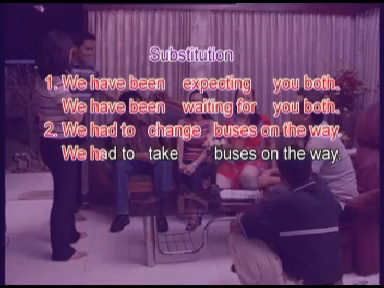 Substitution
1. We have been expecting you both.
We have been waiting for you both.
2. We had to change buses on the way.
We had to take buses on the way.